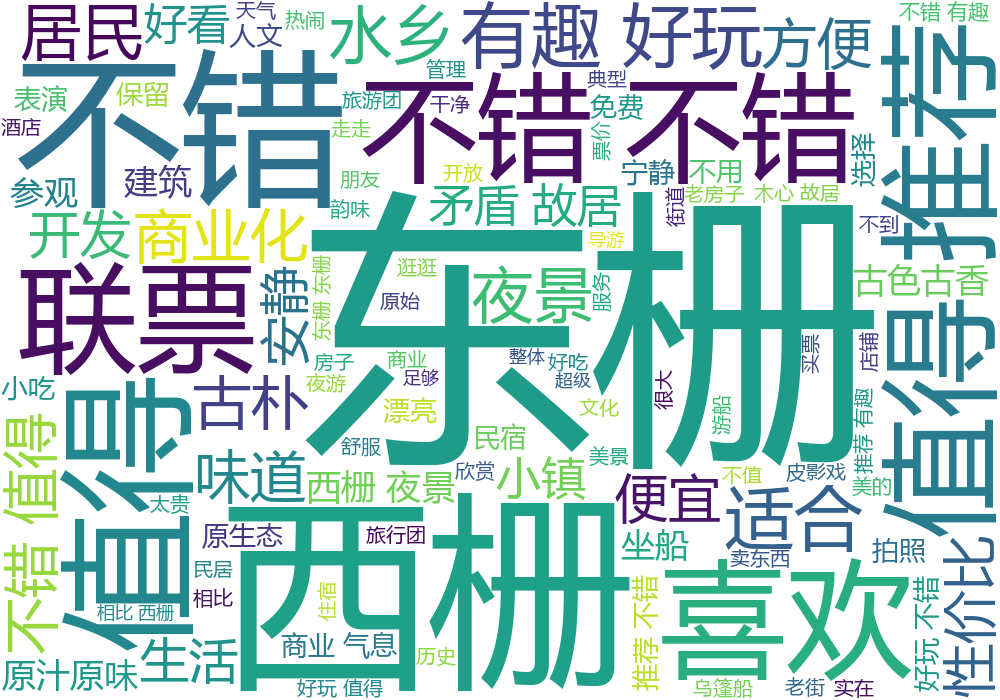 居民
好看
天气
人文
热闹
水乡
有趣 好玩
方便
不错 有趣
推荐
不错
表演
保留
管理
旅游团
干净
典型
免费
酒店
走走
票价
不错 不错
选择
参观
建筑
朋友
开放
宁静
不用
老房子
木心 故居
韵味
矛盾 故居
街道
不到
开发
商业化
导游
东栅
联票
安静
东栅 东栅
逛逛
原始
夜景
服务
古色古香
值得
买票
店铺
房子
商业
整体
好吃
小吃
值得
古朴
夜游
足够
超级
很大
漂亮
文化
游船
推荐 有趣
不错 值得
味道
舒服
民宿
欣赏
美景
西栅 夜景
小镇
不值
皮影戏
美的
便宜
适合
太贵
原生态
旅行团
西栅
坐船
卖东西
拍照
民居
相比
住宿
推荐 不错
喜欢
好玩 不错
性价比
相比 西栅
商业 气息
生活
历史
原汁原味
好玩 值得
乌篷船
老街
实在